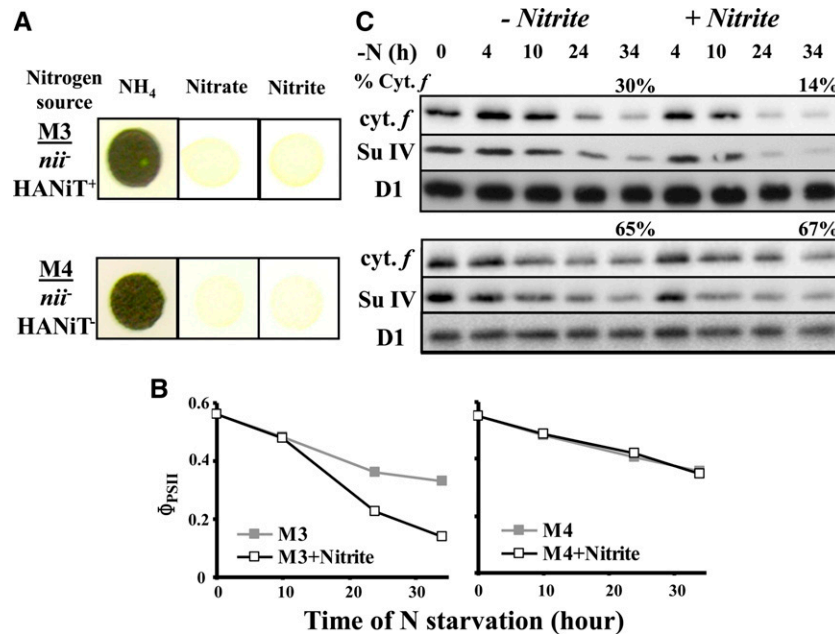 A
Nitrogen source
NH4
Nitrate
Nitrite
M3
nii-
HANiT+
M4
nii-
HANiT-
C
- Nitrite
+ Nitrite
-N (h) 0 4 10 24 34 4 10 24 34
% Cyt. f 30% 14%
cyt. f
Su IV
D1
65% 67%
cyt. f
Su IV
D1
B
ΦPSII
0.6
0.4
0.2
0
M3
M3+Nitrite
M4
M4+Nitrite
0 10 20 30
0 10 20 30
Time of N starvation (hour)